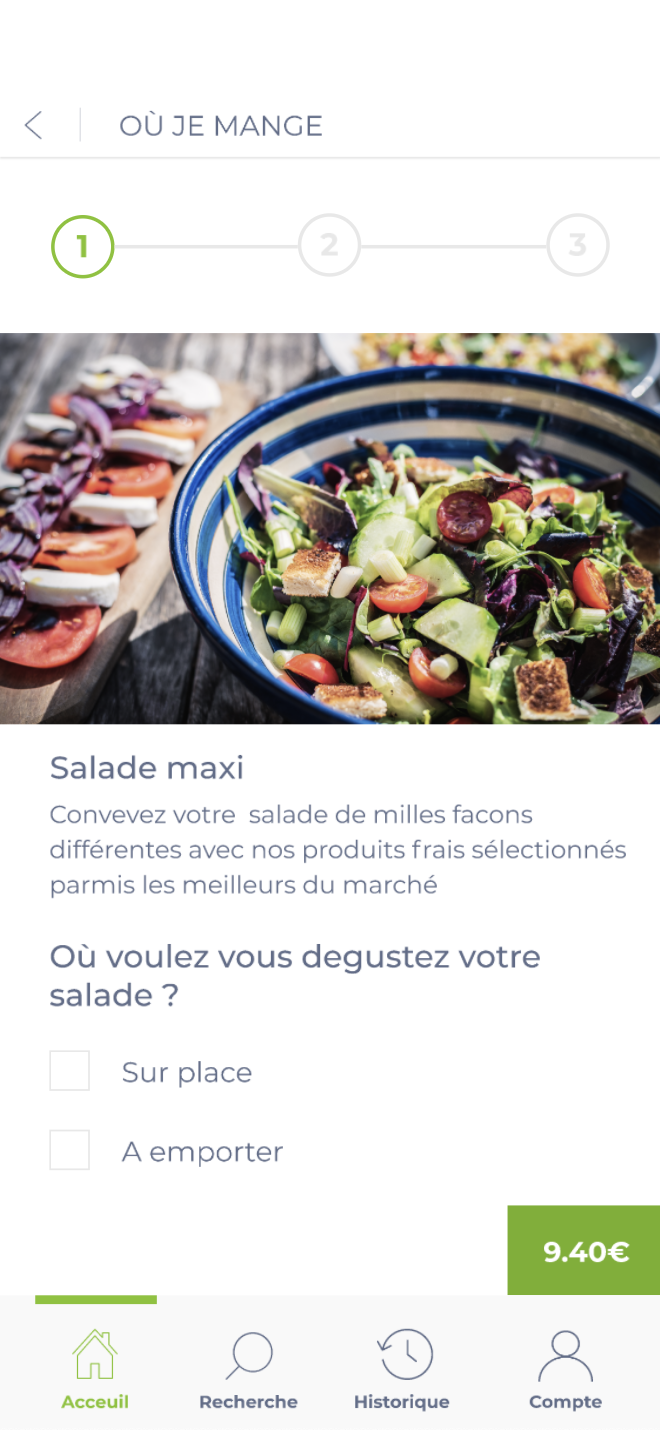 OÙ JE MANGE
1 2 3
Salade maxi
Convevez votre salade de milles facons
différentes avec nos produits frais sélectionnés
parmis les meilleurs du marché
Où voulez vous degustez votre
salade ?
Sur place
A emporter
9.40€
Acceuil Recherche Historique Compte